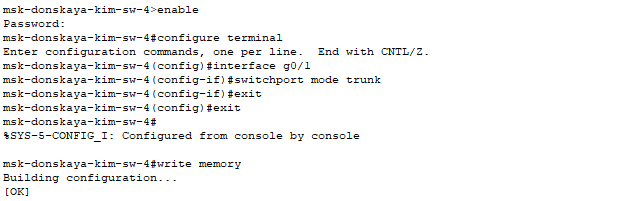 msk-donskaya-kim-sw-4>enable
Password:
msk-donskaya-kim-sw-4#configure terminal
Enter configuration commands, one per line.  End with CNTL/Z.
msk-donskaya-kim-sw-4(config)#interface g0/1
msk-donskaya-kim-sw-4(config-if)#switchport mode trunk
msk-donskaya-kim-sw-4(config-if)#exit
msk-donskaya-kim-sw-4(config)#exit
msk-donskaya-kim-sw-4#
%SYS-5-CONFIG_I: Configured from console by console
msk-donskaya-kim-sw-4#write memory
Building configuration...
[OK]